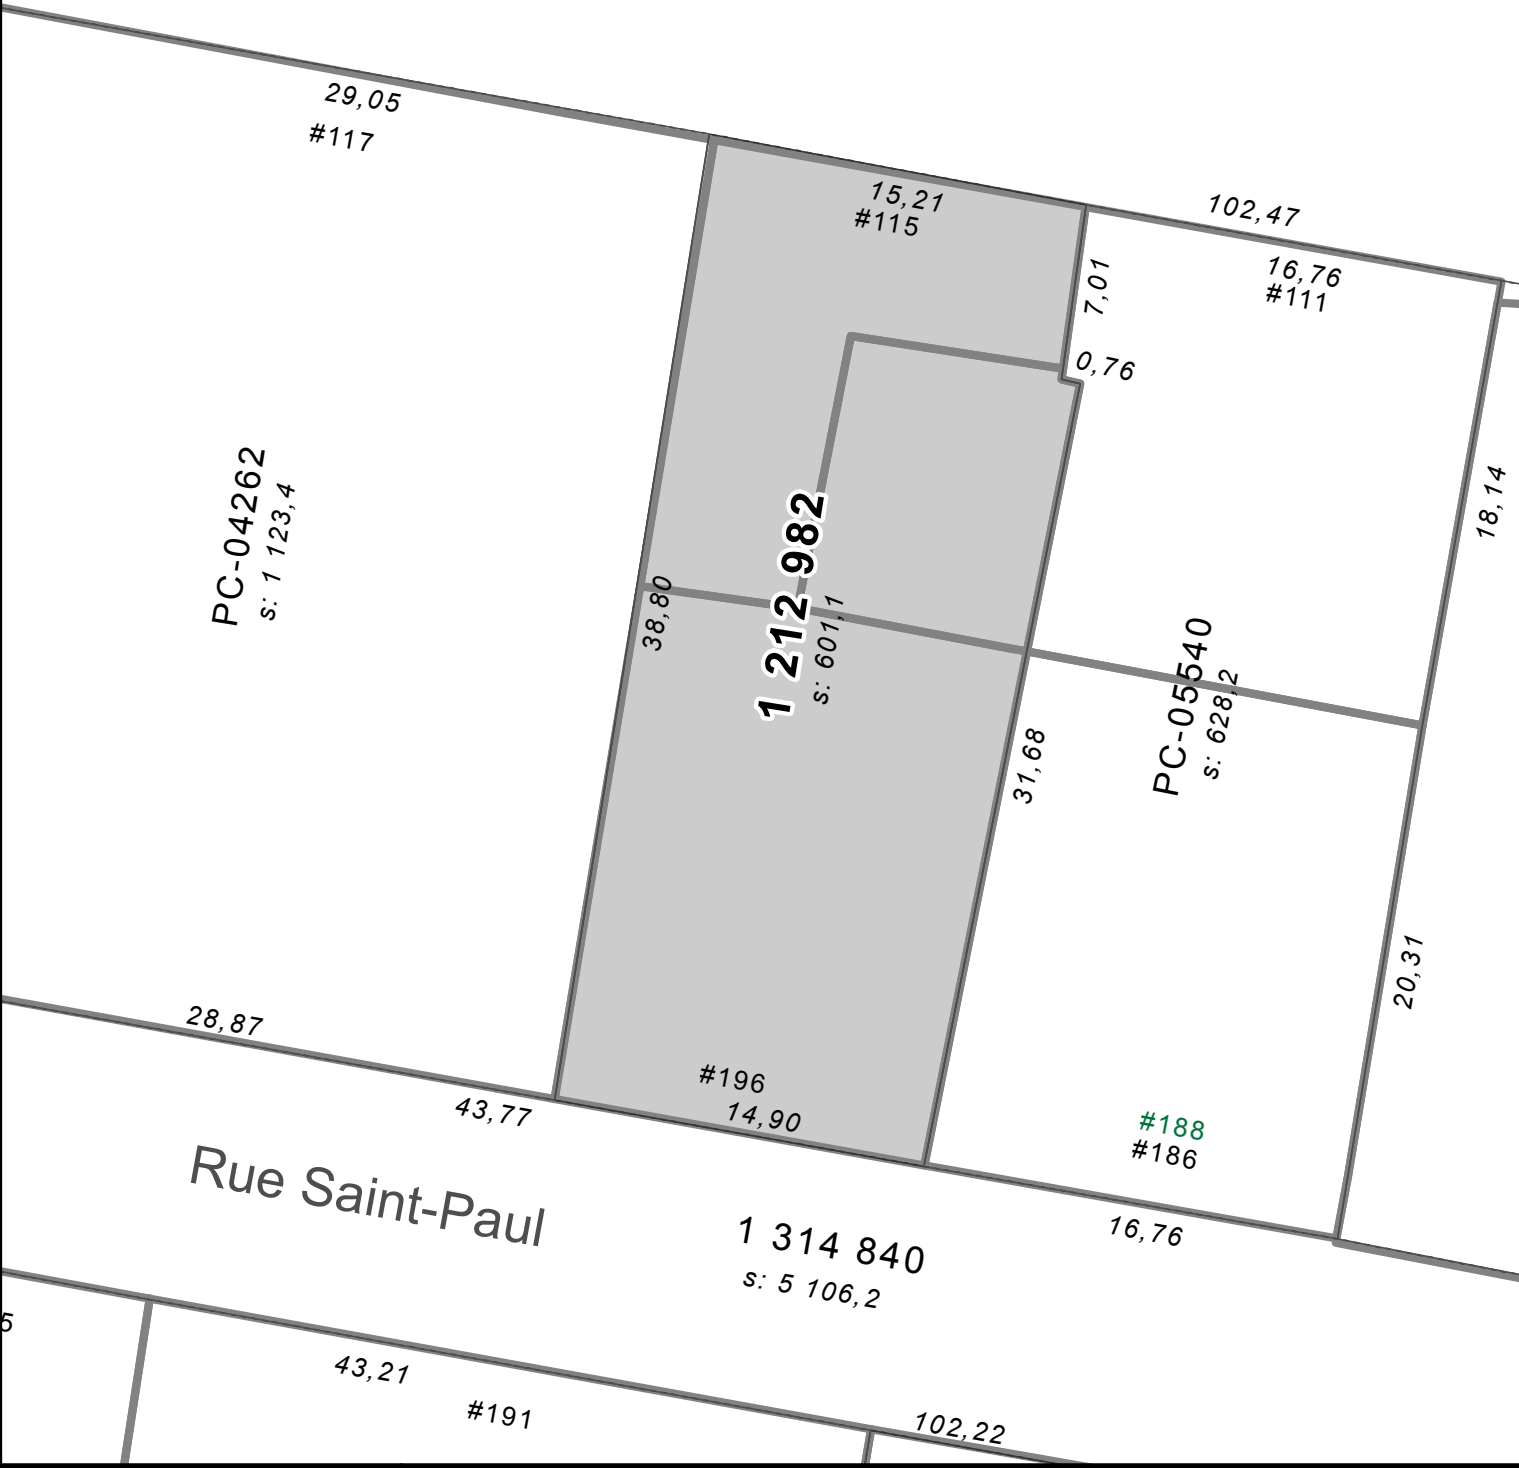 29,05
#117
15,21
#115
102,47
16,76
#111
7,01
0,76
PC-04262
s: 1 123,4
18,14
1 212 982
s: 601,1
38,80
PC-05540
s: 628,2
31,68
20,31
28,87
43,77
#196
14,90
#188
#186
16,76
Rue Saint-Paul
1 314 840
s: 5 106,2
5
43,21
#191
102,22